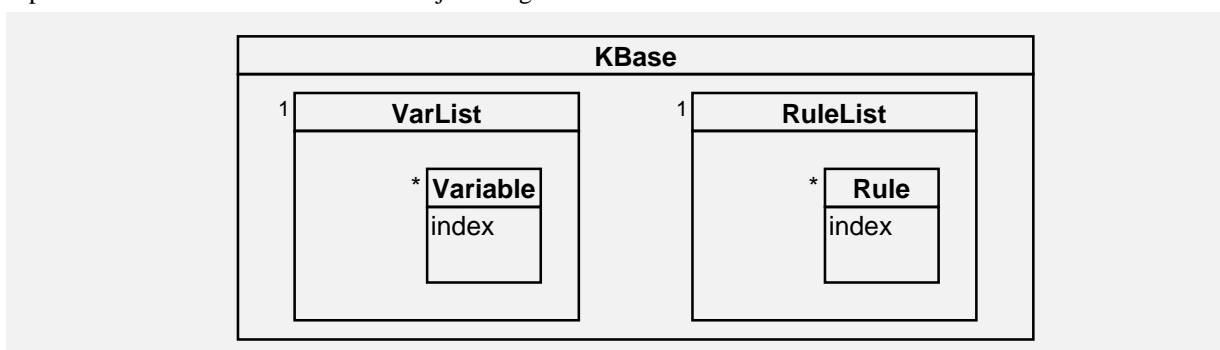 KBase
1 VarList 1 RuleList
* Variable * Rule
index index